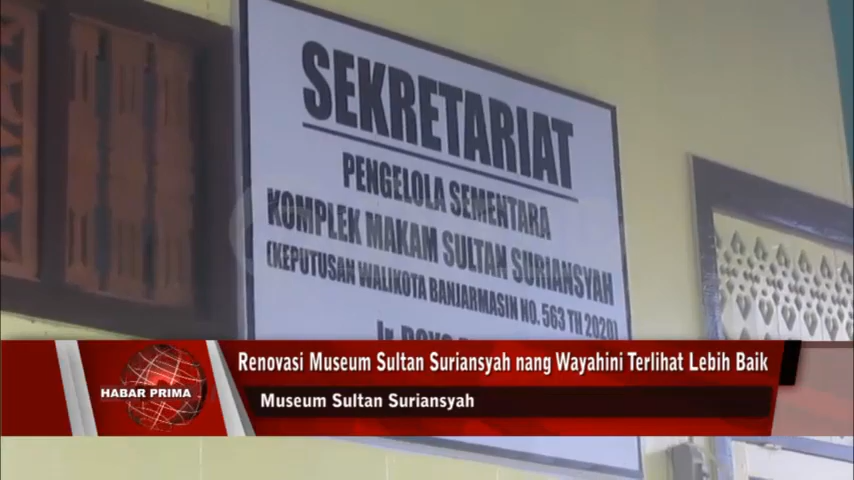 SEKRETARIAT
PENGELOLA SEMENTARA
KOMPLEK MAKAM SULTAN SURIANSYAH
(KEPUTUSAN WALIKOTA BANJARMASIN NO. 563 TH 2020)
Renovasi Museum Sultan Suriansyah nang Wayahini Terlihat Lebih Baik
HABAR PRIMA
Museum Sultan Suriansyah